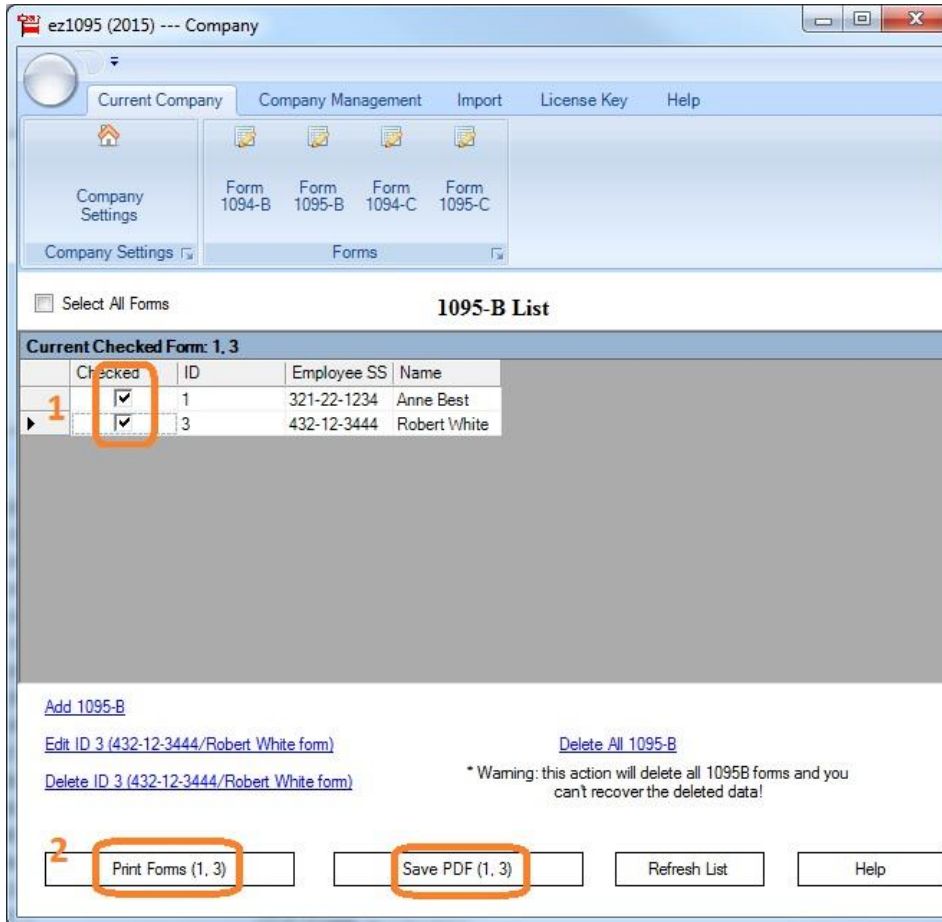 ez1095 (2015) --- Company
Current Company Company Management Import License Key Help
Company
Settings
Form
1094-B
Form
1095-B
Form
1094-C
Form
1095-C
Company Settings Forms
Select All Forms
1095-B List
Current Checked Form: 1, 3
Checked ID Employee SS Name
1 1 321-22-1234 Anne Best
3 432-12-3444 Robert White
Add 1095-B
Edit ID 3 (432-12-3444/Robert White form)
Delete All 1095-B
Delete ID 3 (432-12-3444/Robert White form)
* Warning: this action will delete all 1095B forms and you
can't recover the deleted data!
2 Print Forms (1, 3) Save PDF (1, 3) Refresh List Help